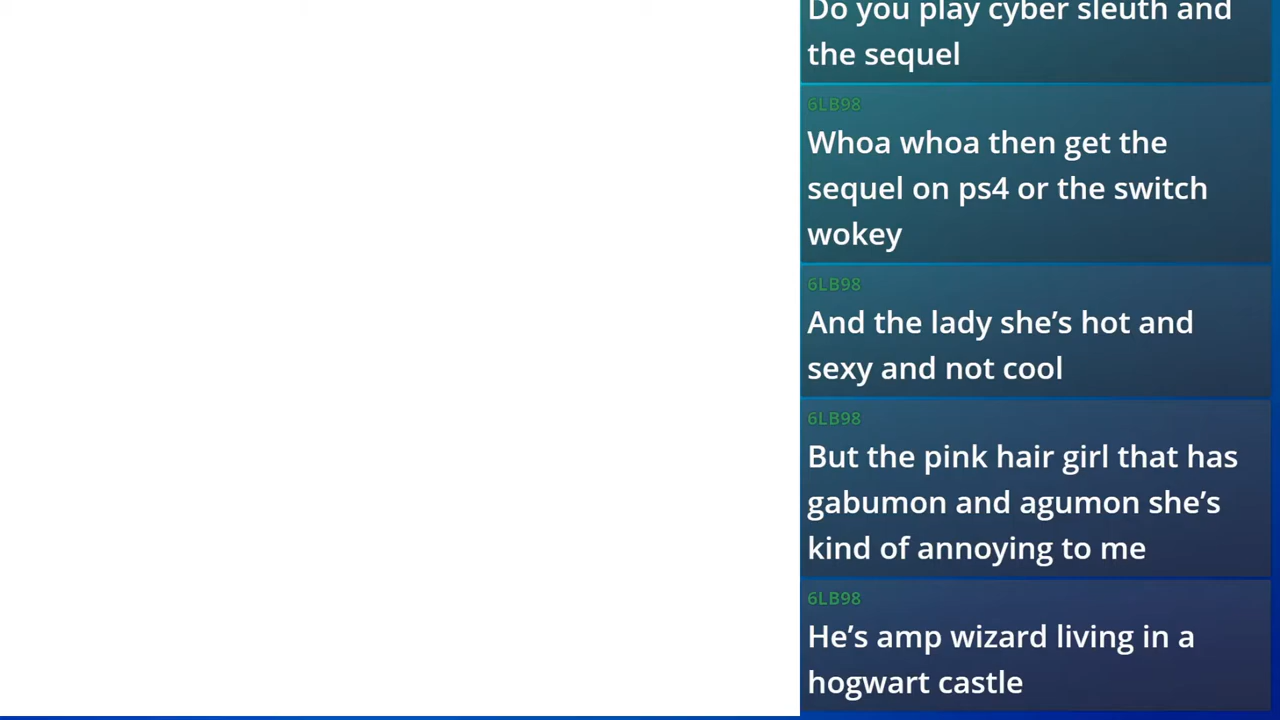 Do you play cyber sleuth and
the sequel
6LB98
Whoa whoa then get the
sequel on ps4 or the switch
wokey
6LB98
And the lady she’s hot and
sexy and not cool
6LB98
But the pink hair girl that has
gabumon and agumon she’s
kind of annoying to me
6LB98
He’s amp wizard living in a
hogwart castle